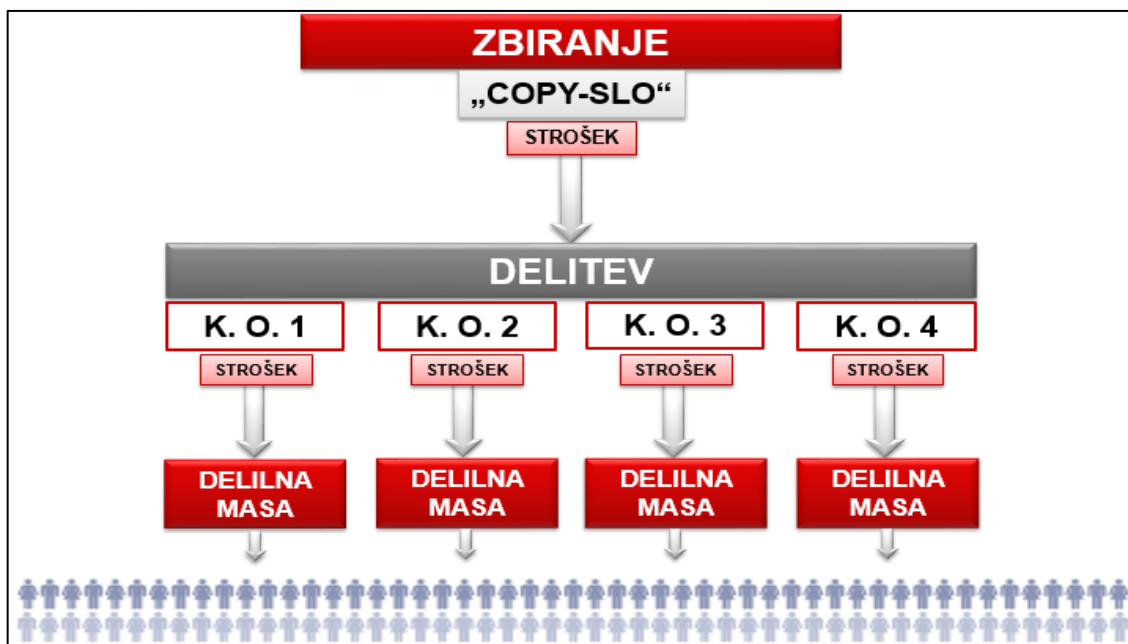 ZBIRANJE
„COPY-SLO“
STROŠEK
DELITEV
K. O. 1
K. O. 2
K. O. 3
K. O. 4
STROŠEK
STROŠEK
STROŠEK
STROŠEK
DELILNA
MASA
DELILNA
MASA
DELILNA
MASA
DELILNA
MASA